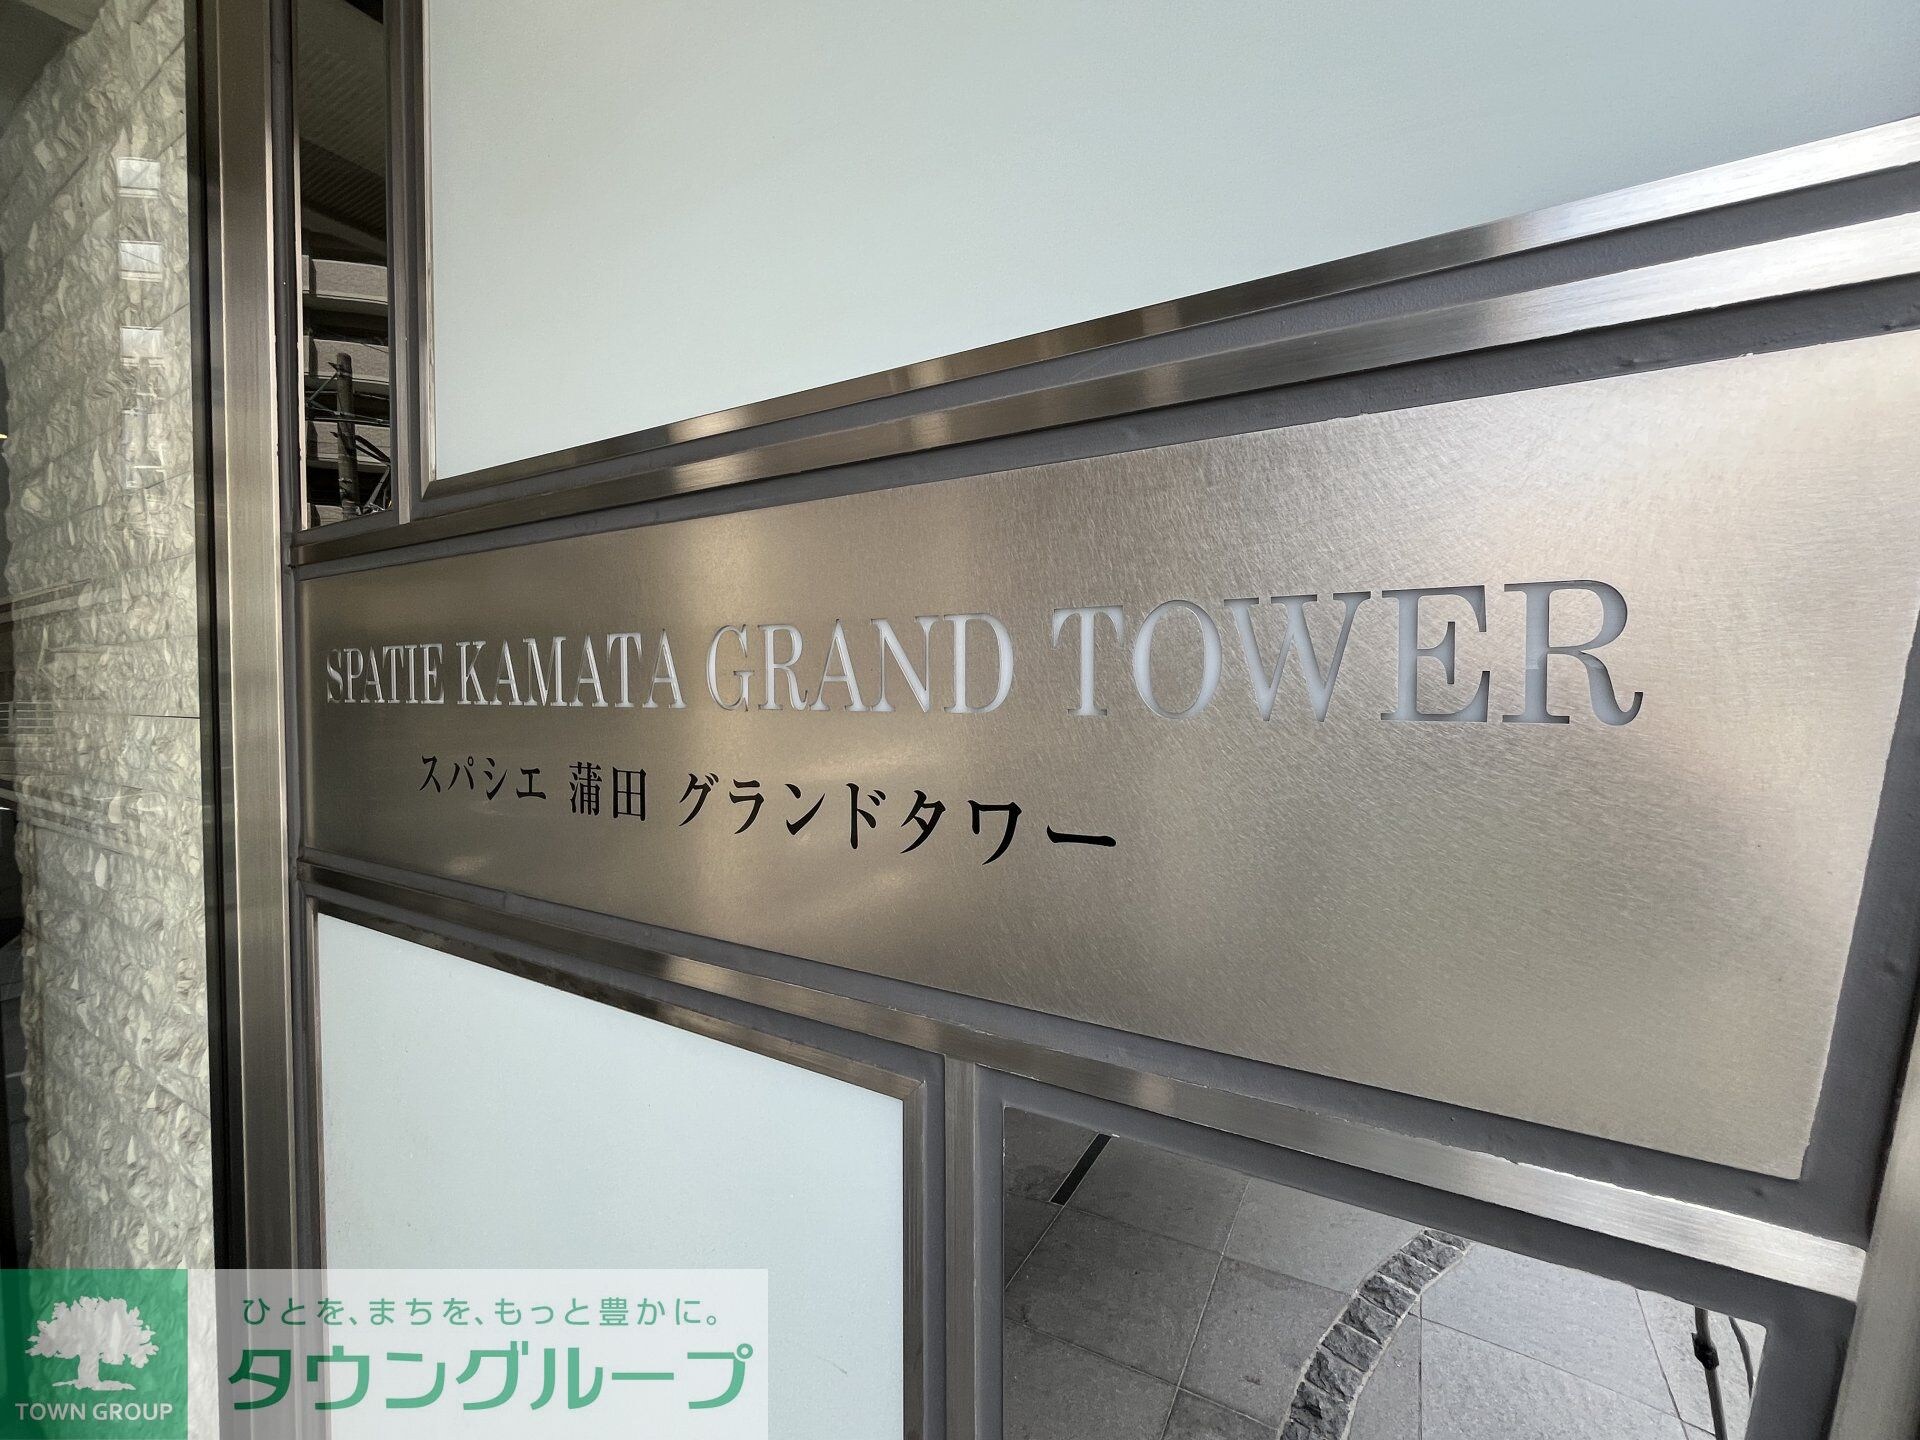 SPATIE KAMATA GRAND TOWER
スパシエ 蒲田 グランドタワー
ひとを、まちを、もっと豊かに。
タウングループ
TOWN GROUP